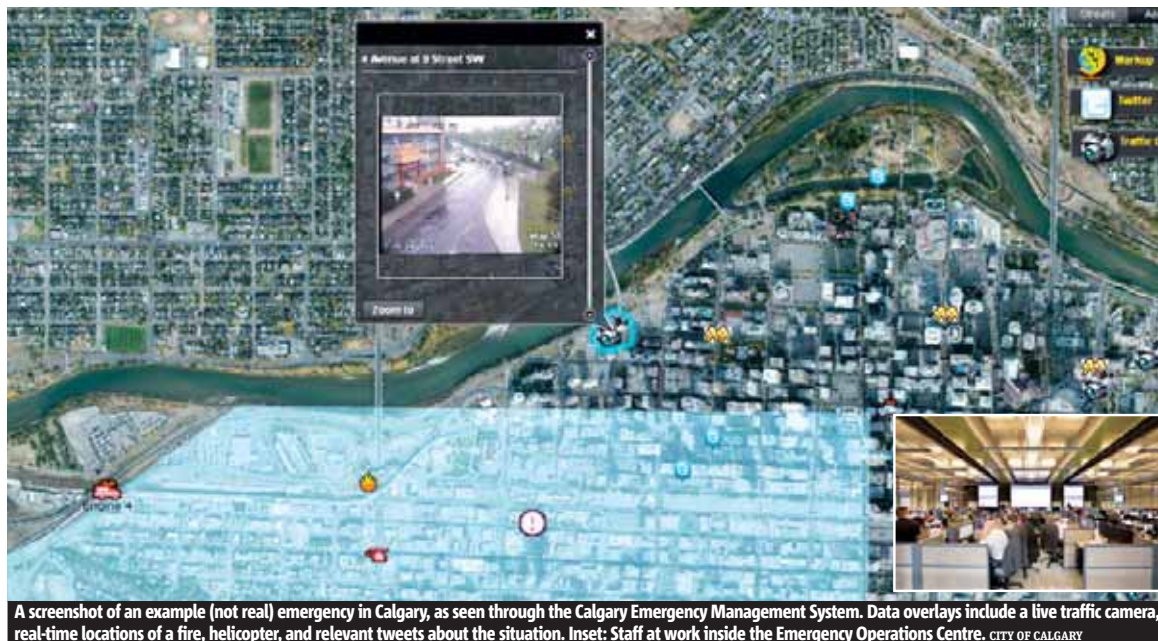 Markup
4 Avenue at 9 Street SW
Twitter
Traffic
Zoom to
Engine 4
A screenshot of an example (not real) emergency in Calgary, as seen through the Calgary Emergency Management System. Data overlays include a live traffic camera,
real-time locations of a fire, helicopter, and relevant tweets about the situation. Inset: Staff at work inside the Emergency Operations Centre. CITY OF CALGARY